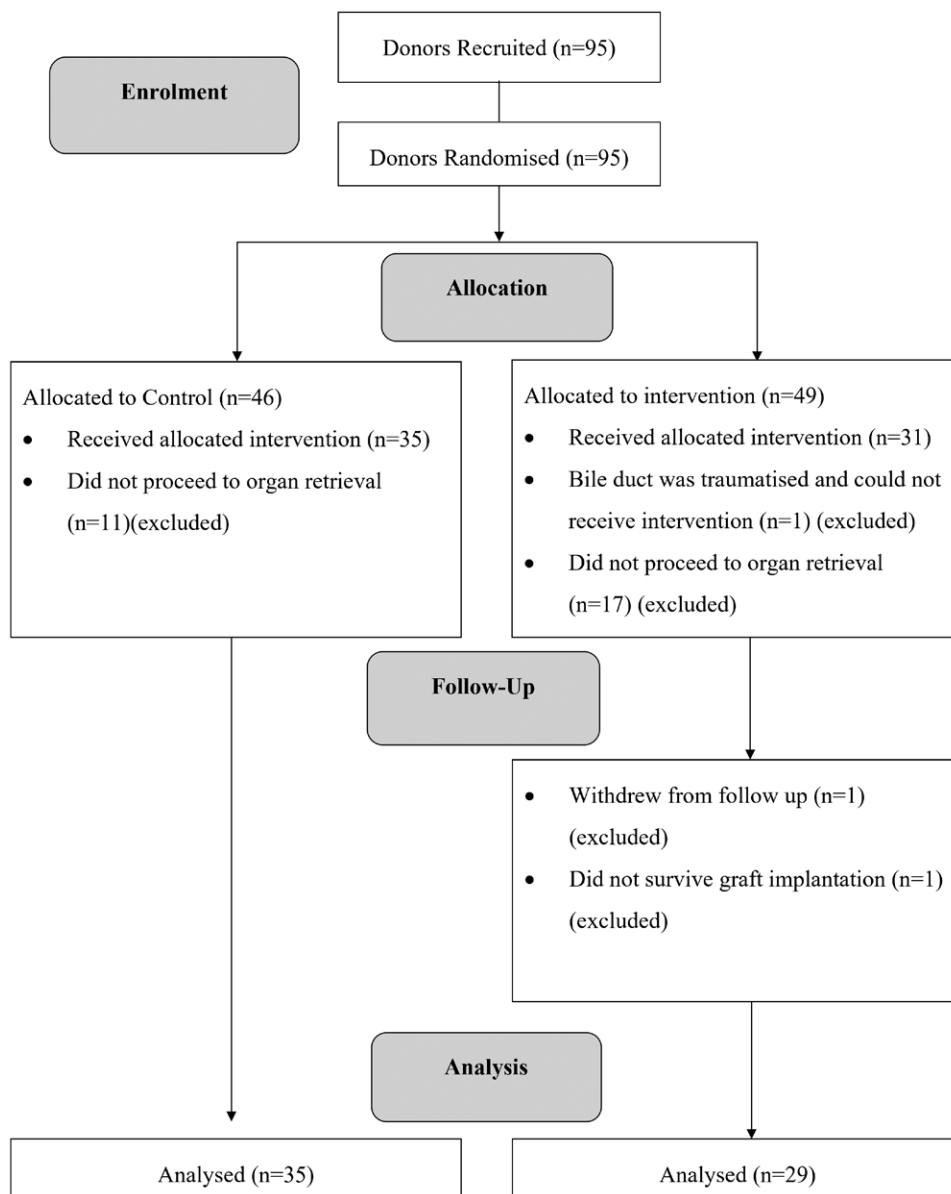 Donors Recruited (n=95)
Enrolment
Donors Randomised (n=95)
Allocation
Allocated to Control (n=46)
• Received allocated intervention (n=35)
• Did not proceed to organ retrieval
(n=11)(excluded)
Allocated to intervention (n=49)
• Received allocated intervention (n=31)
• Bile duct was traumatised and could not
receive intervention (n=1) (excluded)
• Did not proceed to organ retrieval
(n=17) (excluded)
Follow-Up
• Withdrew from follow up (n=1)
(excluded)
• Did not survive graft implantation (n=1)
(excluded)
Analysis
Analysed (n=35)
Analysed (n=29)